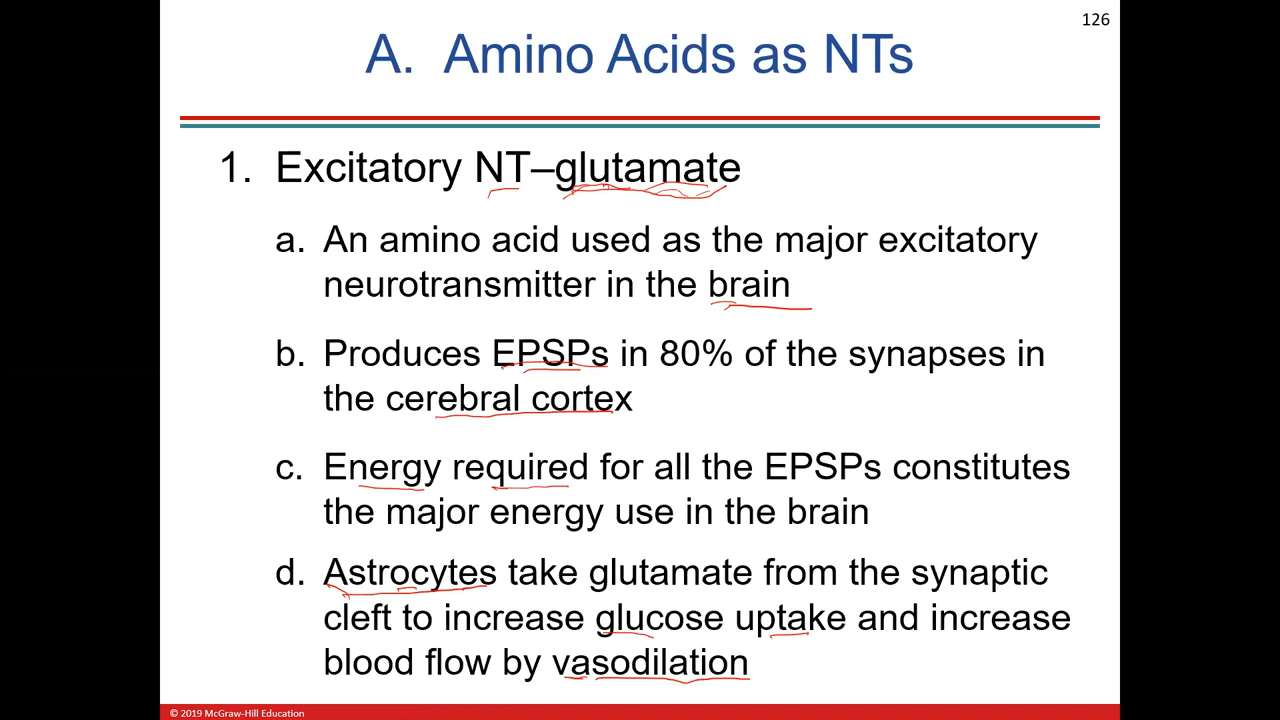 126
A. Amino Acids as NTs
1. Excitatory NT–glutamate
a. An amino acid used as the major excitatory
neurotransmitter in the brain
b. Produces EPSPs in 80% of the synapses in
the cerebral cortex
c. Energy required for all the EPSPs constitutes
the major energy use in the brain
d. Astrocytes take glutamate from the synaptic
cleft to increase glucose uptake and increase
blood flow by vasodilation
© 2019 McGraw-Hill Education